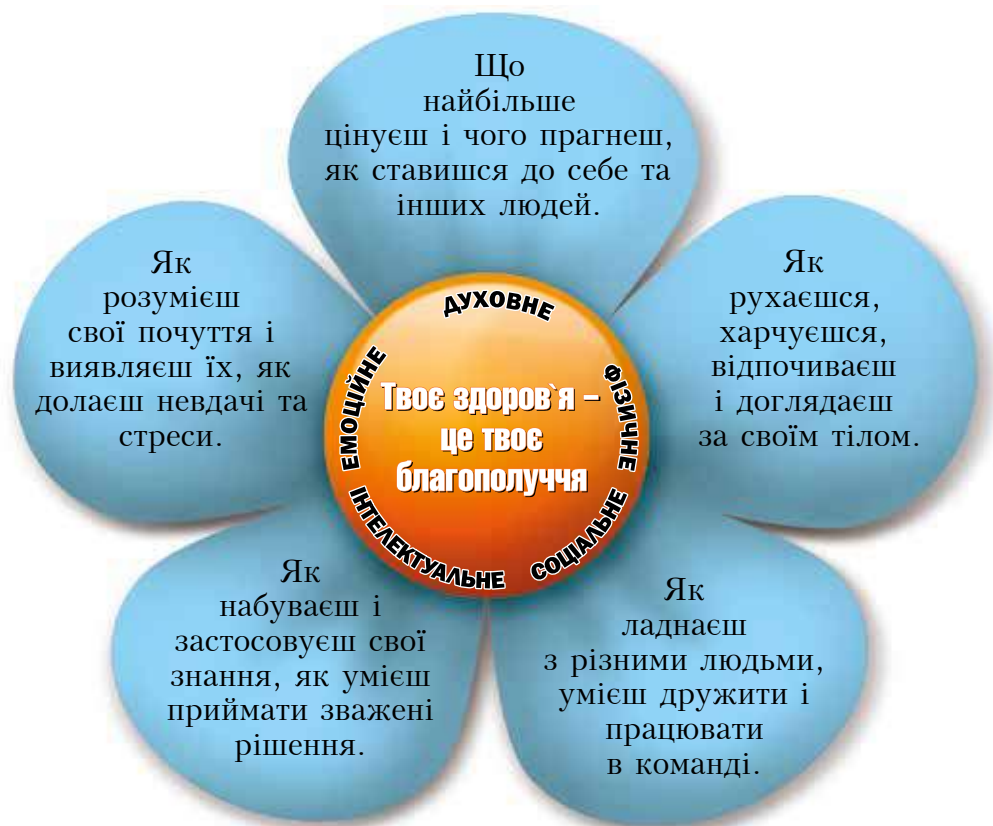 Що
найбільше
цінуєш і чого прагнеш,
як ставишся до себе та
інших людей.
Як
розумієш
свої почуття і
виявляєш їх, як
долаєш невдачі та
стреси.
Як
рухаєшся,
харчуєшся,
відпочиваєш
і доглядаєш
за своїм тілом.
ДУХОВНЕ
ЕМОЦІЙНЕ
ФІЗИЧНЕ
Твоє здоров`я –
це твоє
благополуччя
ІНТЕЛЕКТУАЛЬНЕ
СОЦІАЛЬНЕ
Як
набуваєш і
застосовуєш свої
знання, як умієш
приймати зважені
рішення.
Як
ладнаєш
з різними людьми,
умієш дружити і
працювати
в команді.